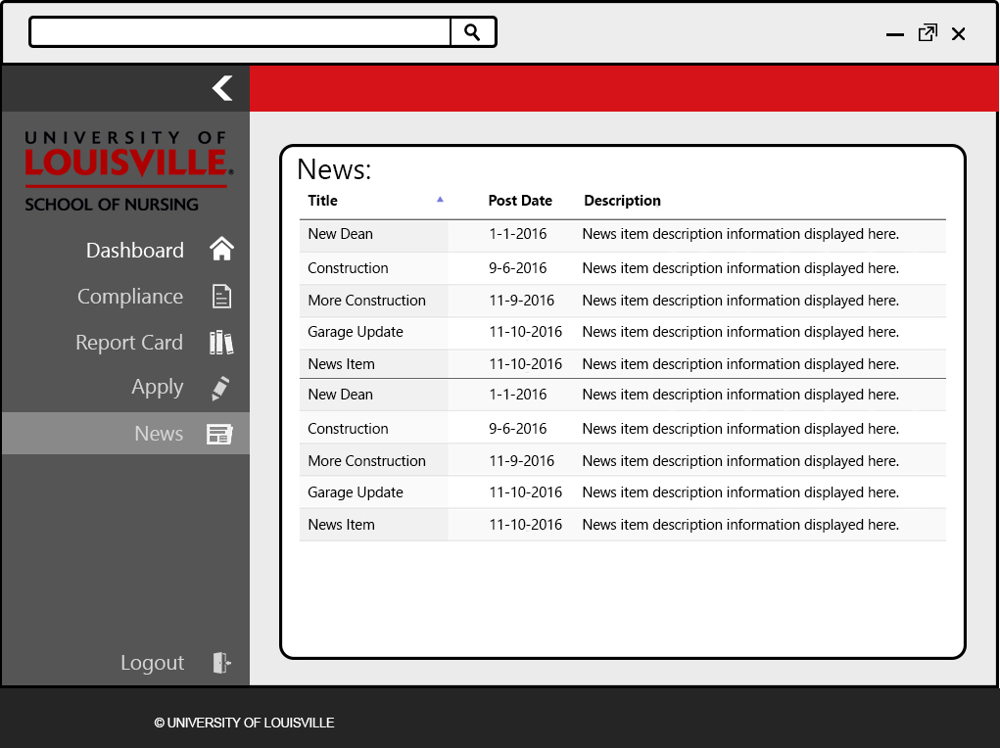 UNIVERSITY OF
LOUISVILLE.
SCHOOL OF NURSING
Dashboard
Compliance
Report Card
Apply
News
Logout
News:
Title Post Date Description
New Dean 1-1-2016 News item description information displayed here.
Construction 9-6-2016 News item description information displayed here.
More Construction 11-9-2016 News item description information displayed here.
Garage Update 11-10-2016 News item description information displayed here.
News Item 11-10-2016 News item description information displayed here.
New Dean 1-1-2016 News item description information displayed here.
Construction 9-6-2016 News item description information displayed here.
More Construction 11-9-2016 News item description information displayed here.
Garage Update 11-10-2016 News item description information displayed here.
News Item 11-10-2016 News item description information displayed here.
© UNIVERSITY OF LOUISVILLE